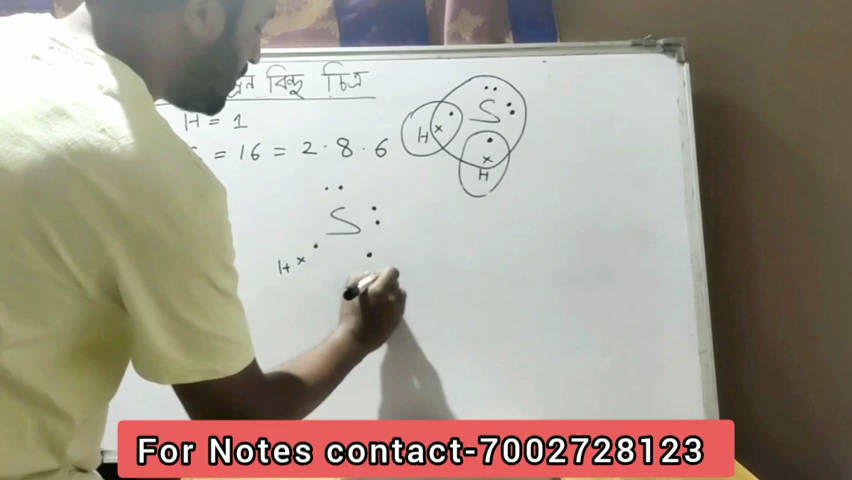 বিন্দু চিত্র
H = 1
= 16 = 2 · 8 · 6
S
H x
x
H
S
H x
For Notes contact-7002728123